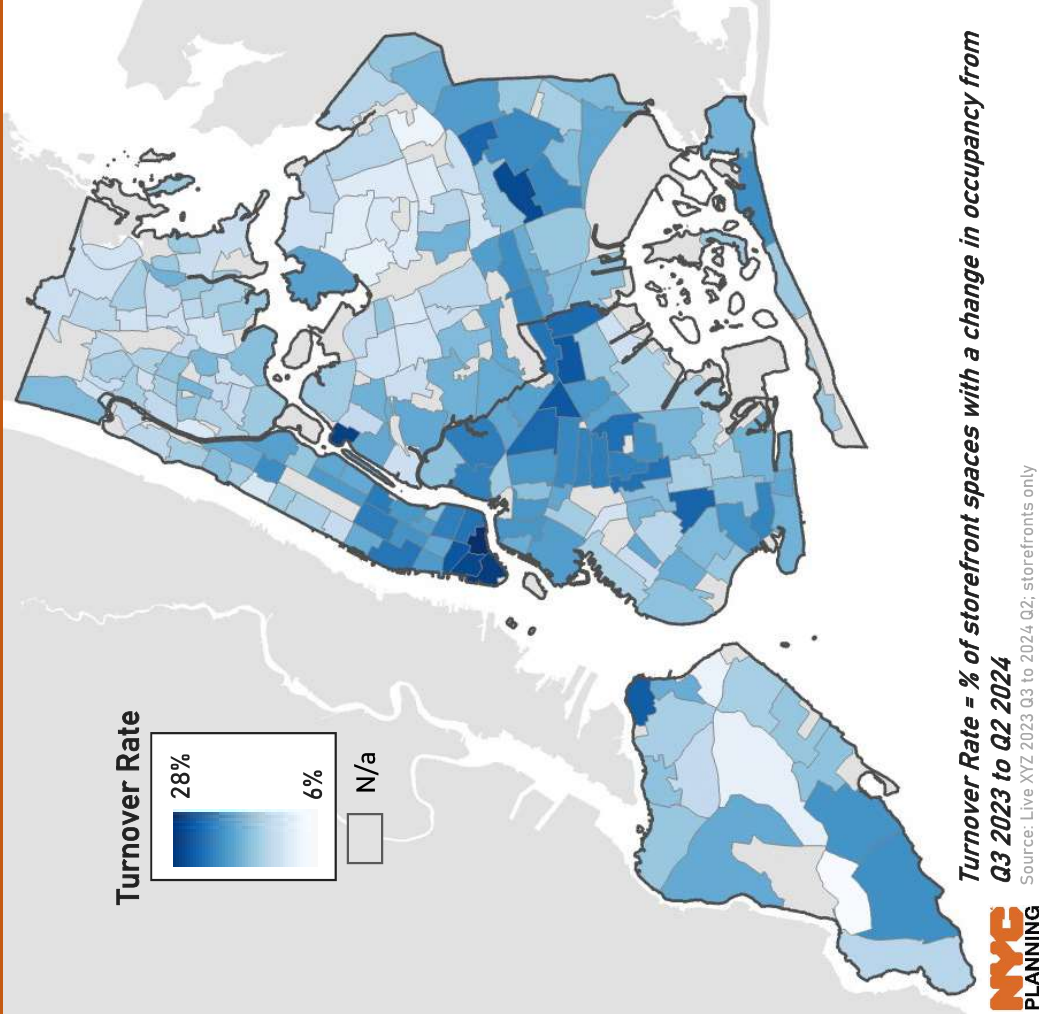 Turnover Rate
28%
6%
N/a
Turnover Rate = % of storefront spaces with a change in occupancy from
Q3 2023 to Q2 2024
Source: Live XYZ 2023 Q3 to 2024 Q2; storefronts only
NYC
PLANNING